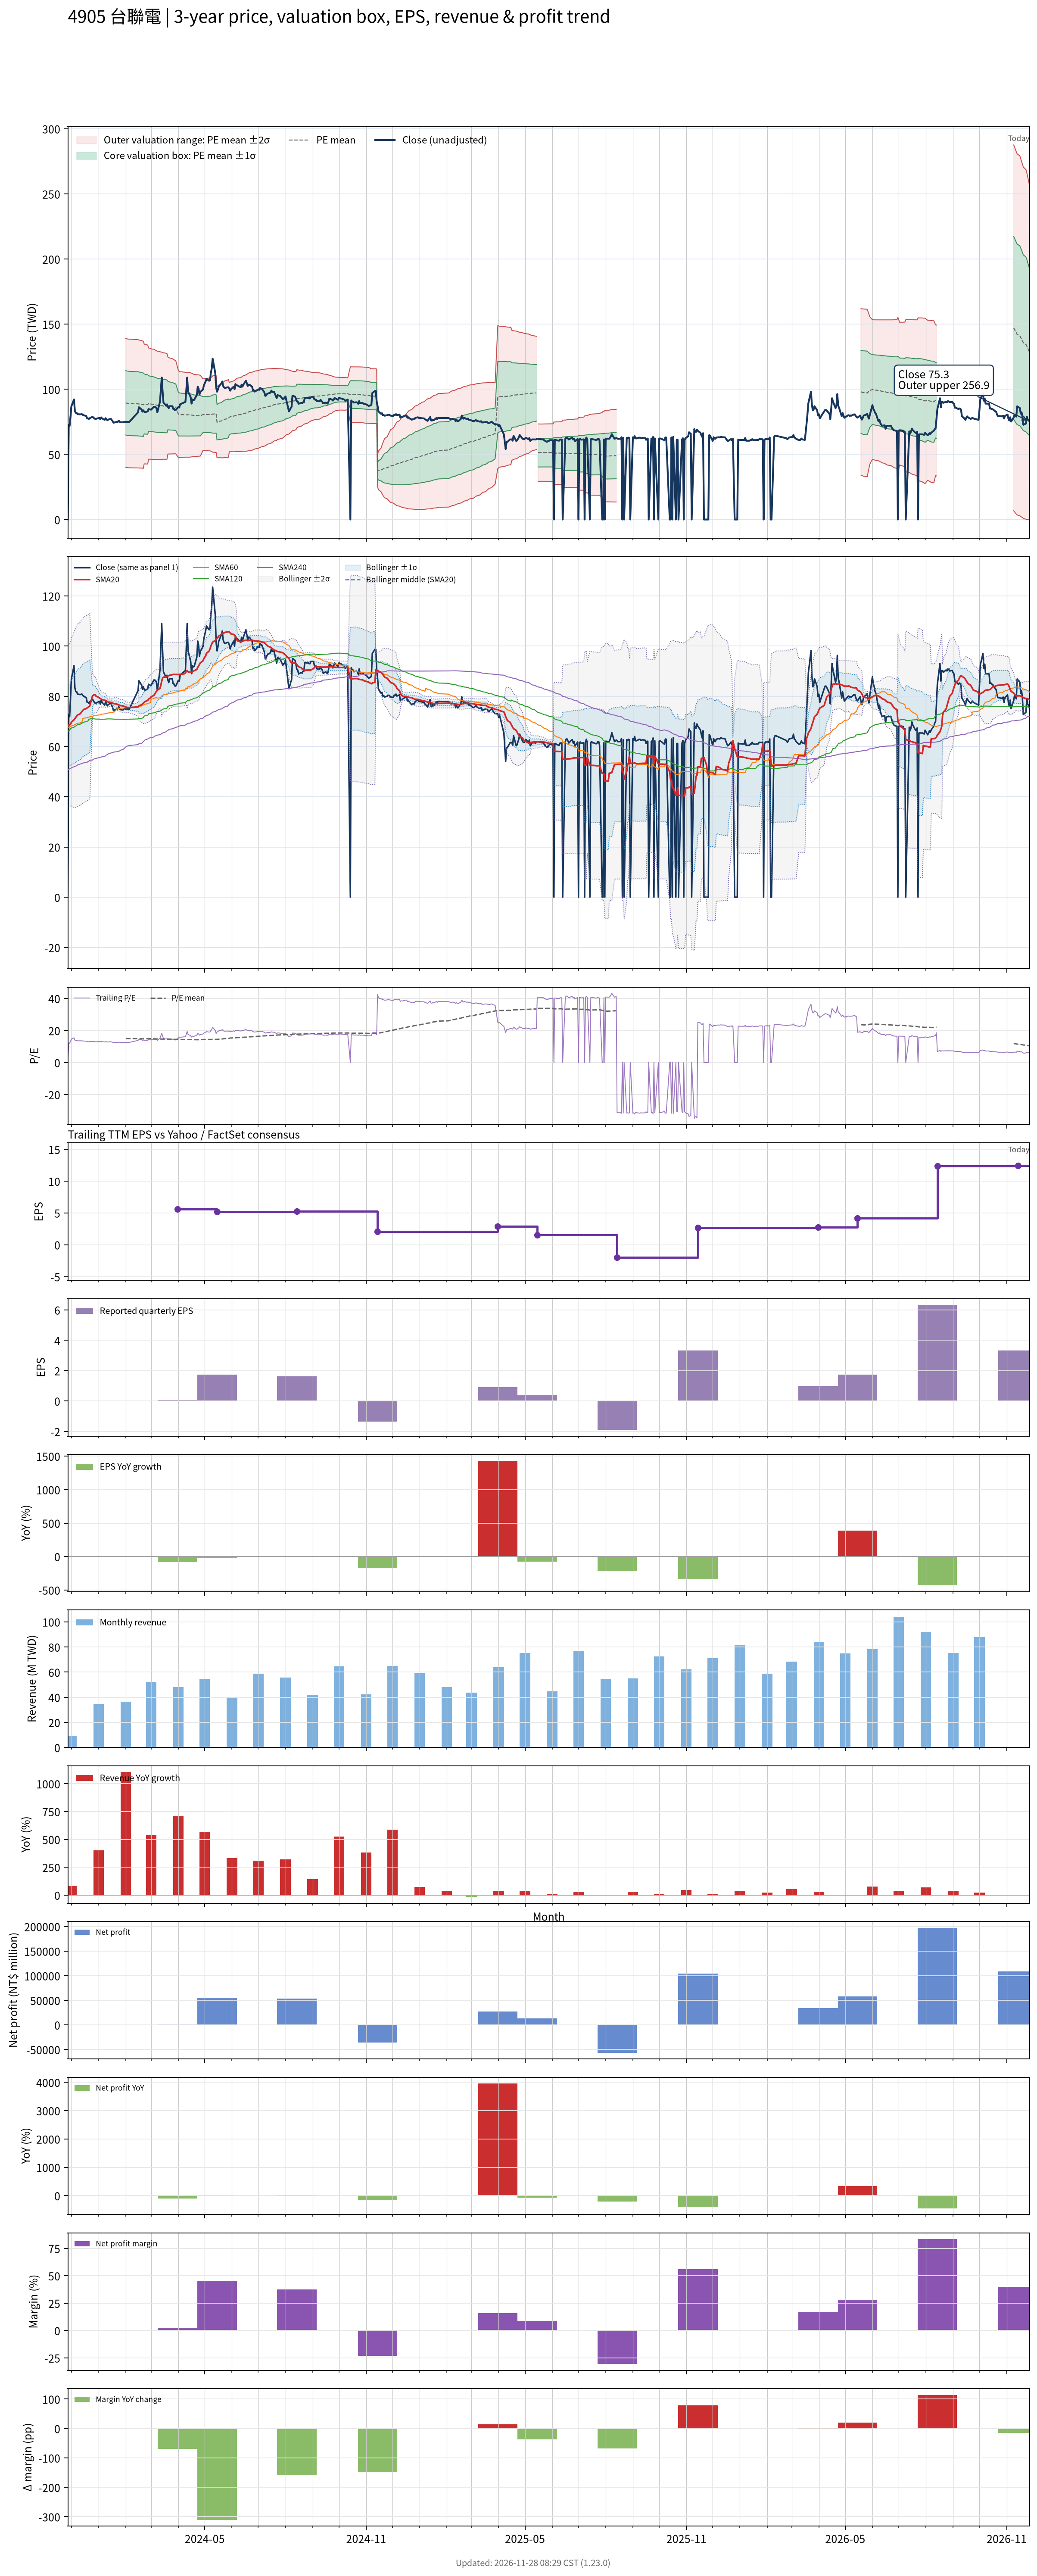 4905 台聯電 | 3-year price, valuation box, EPS, revenue & profit trend
Outer valuation range: PE mean ±2σ
Core valuation box: PE mean ±1σ
PE mean
Close (unadjusted)
Today
300
250
200
150
100
50
0
Price (TWD)
Close 75.3
Outer upper 256.9
Close (same as panel 1)
SMA20
SMA60
SMA120
SMA240
Bollinger ±2σ
Bollinger ±1σ
Bollinger middle (SMA20)
120
100
80
60
40
20
0
-20
Price
Trailing P/E
P/E mean
40
20
0
-20
P/E
Trailing TTM EPS vs Yahoo / FactSet consensus
Today
15
10
5
0
-5
EPS
Reported quarterly EPS
6
4
2
0
-2
EPS
EPS YoY growth
1500
1000
500
0
-500
YoY (%)
Monthly revenue
100
80
60
40
20
0
Revenue (M TWD)
Revenue YoY growth
1000
750
500
250
0
YoY (%)
Month
Net profit
200000
150000
100000
50000
0
-50000
Net profit (NT$ million)
Net profit YoY
4000
3000
2000
1000
0
YoY (%)
Net profit margin
75
50
25
0
-25
Margin (%)
Margin YoY change
100
0
-100
-200
-300
Δ margin (pp)
2024-05
2024-11
2025-05
2025-11
2026-05
2026-11
Updated: 2026-11-28 08:29 CST (1.23.0)